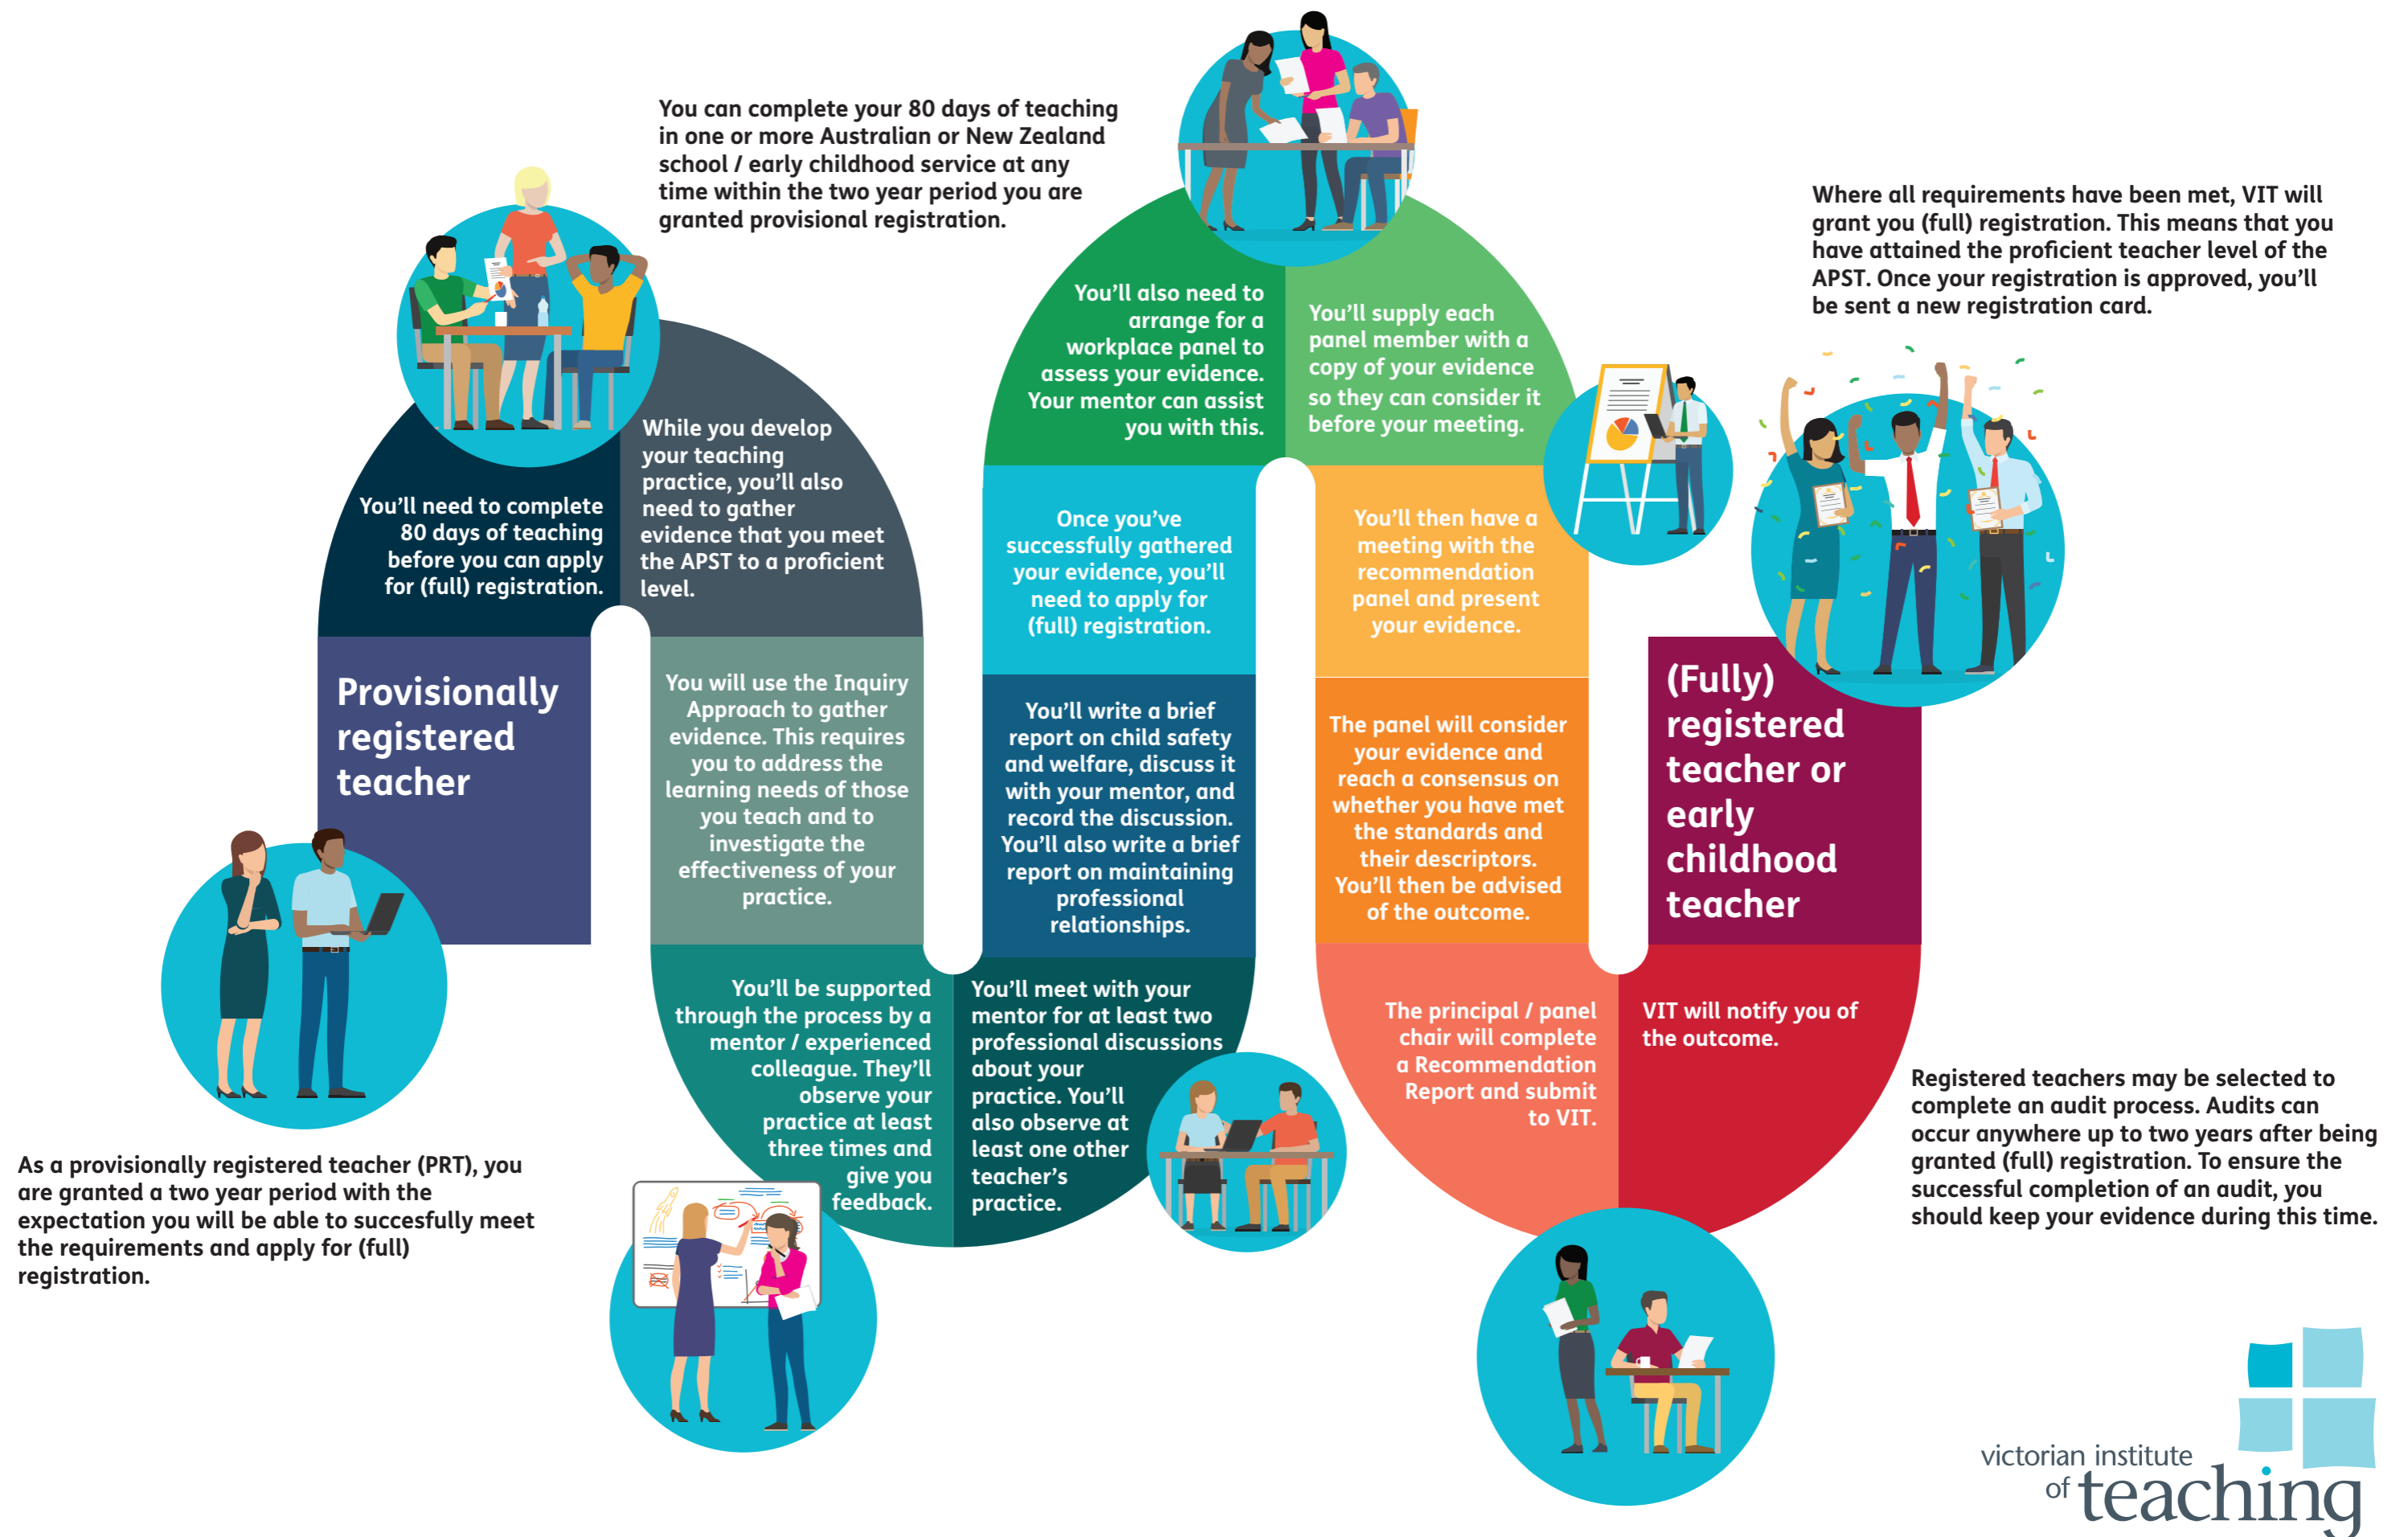 Provisionally
registered
teacher
As a provisionally registered teacher (PRT), you
are granted a two year period with the
expectation you will be able to succesfully meet
the requirements and apply for (full)
registration.
You'll need to complete
80 days of teaching
before you can apply
for (full) registration.
You can complete your 80 days of teaching
in one or more Australian or New Zealand
school / early childhood service at any
time within the two year period you are
granted provisional registration.
While you develop
your teaching
practice, you'll also
need to gather
evidence that you meet
the APST to a proficient
level.
You will use the Inquiry
Approach to gather
evidence. This requires
you to address the
learning needs of those
you teach and to
investigate the
effectiveness of your
practice.
You'll be supported
through the process by a
mentor / experienced
colleague. They'll
observe your
practice at least
three times and
give you
feedback.
You'll meet with your
mentor for at least two
professional discussions
about your
practice. You'll
also observe at
least one other
teacher's
practice.
You'll write a brief
report on child safety
and welfare, discuss it
with your mentor, and
record the discussion.
You'll also write a brief
report on maintaining
professional
relationships.
Once you've
successfully gathered
your evidence, you'll
need to apply for
(full) registration.
You'll also need to
arrange for a
workplace panel to
assess your evidence.
Your mentor can assist
you with this.
You'll supply each
panel member with a
copy of your evidence
so they can consider it
before your meeting.
You'll then have a
meeting with the
recommendation
panel and present
your evidence.
The panel will consider
your evidence and
reach a consensus on
whether you have met
the standards and
their descriptors.
You'll then be advised
of the outcome.
The principal / panel
chair will complete
a Recommendation
Report and submit
to VIT.
VIT will notify you of
the outcome.
(Fully)
registered
teacher or
early
childhood
teacher
Where all requirements have been met, VIT will
grant you (full) registration. This means that you
have attained the proficient teacher level of the
APST. Once your registration is approved, you'll
be sent a new registration card.
Registered teachers may be selected to
complete an audit process. Audits can
occur anywhere up to two years after being
granted (full) registration. To ensure the
successful completion of an audit, you
should keep your evidence during this time.
victorian institute
of teaching